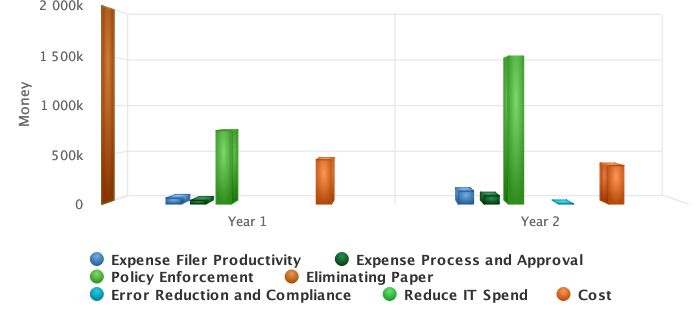 2 000k
1 500k
1 000k
500k
0
Money
Year 1 Year 2
Expense Filer Productivity Expense Process and Approval
Policy Enforcement Eliminating Paper
Error Reduction and Compliance Reduce IT Spend Cost